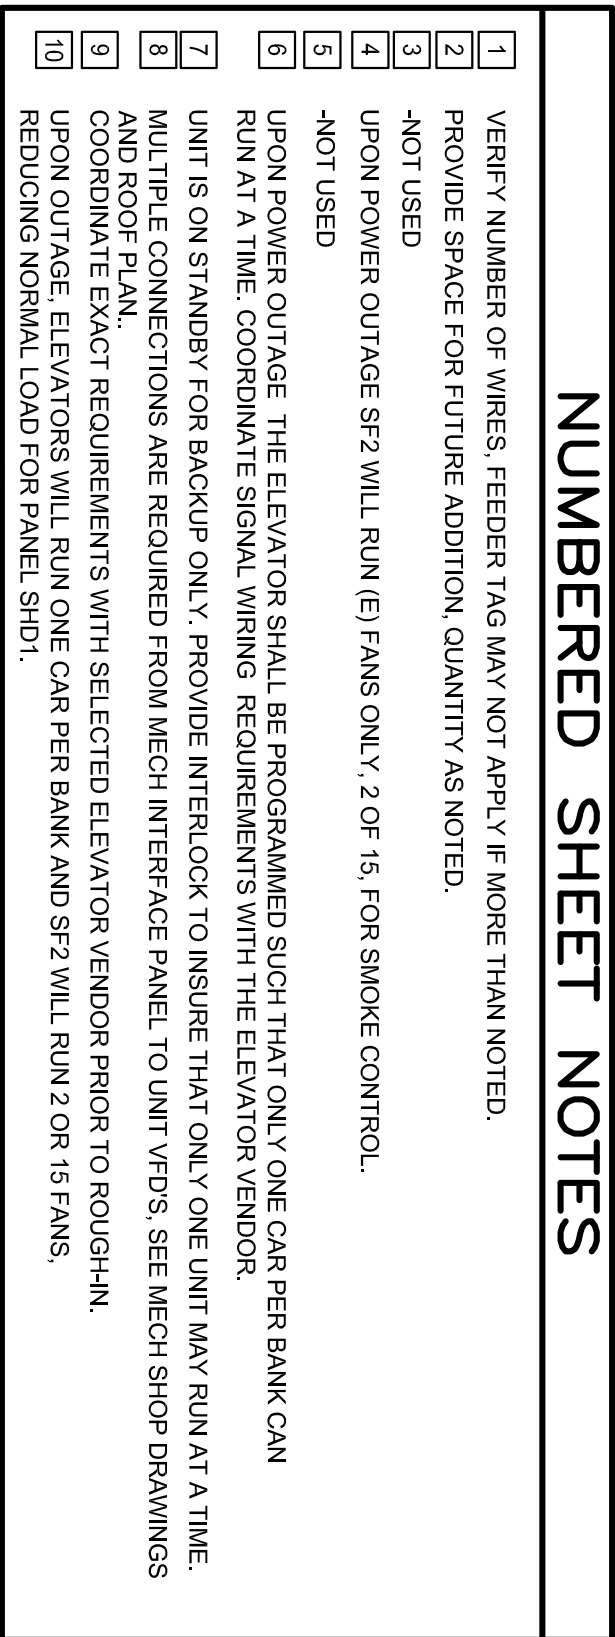 NUMBERED SHEET NOTES
1 VERIFY NUMBER OF WIRES, FEEDER TAG MAY NOT APPLY IF MORE THAN NOTED.
2 PROVIDE SPACE FOR FUTURE ADDITION, QUANTITY AS NOTED.
3 -NOT USED
4 UPON POWER OUTAGE SF2 WILL RUN (E) FANS ONLY, 2 OF 15, FOR SMOKE CONTROL.
5 -NOT USED
6 UPON POWER OUTAGE THE ELEVATOR SHALL BE PROGRAMMED SUCH THAT ONLY ONE CAR PER BANK CAN
RUN AT A TIME. COORDINATE SIGNAL WIRING REQUIREMENTS WITH THE ELEVATOR VENDOR.
7 UNIT IS ON STANDBY FOR BACKUP ONLY. PROVIDE INTERLOCK TO INSURE THAT ONLY ONE UNIT MAY RUN AT A TIME.
8 MULTIPLE CONNECTIONS ARE REQUIRED FROM MECH INTERFACE PANEL TO UNIT VFD'S, SEE MECH SHOP DRAWINGS
AND ROOF PLAN..
9 COORDINATE EXACT REQUIREMENTS WITH SELECTED ELEVATOR VENDOR PRIOR TO ROUGH-IN.
10 UPON OUTAGE, ELEVATORS WILL RUN ONE CAR PER BANK AND SF2 WILL RUN 2 OR 15 FANS,
REDUCING NORMAL LOAD FOR PANEL SHD1.